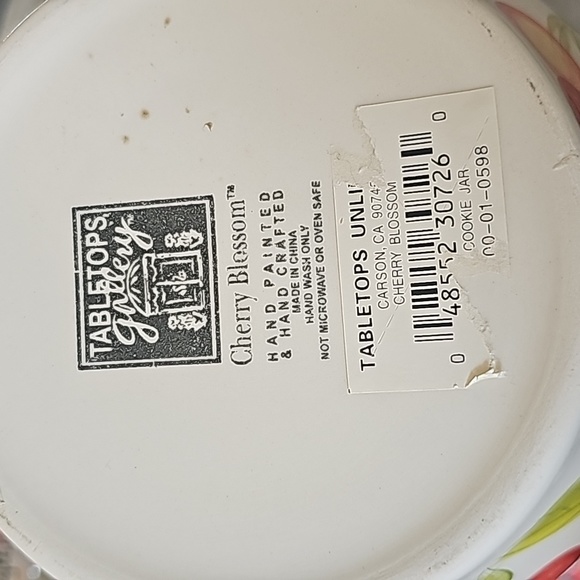 TABLETOPS
gallery
Cherry Blossom™
HAND PAINTED
& HAND CRAFTED
MADE IN CHINA
HAND WASH ONLY
NOT MICROWAVE OR OVEN SAFE
TABLETOPS UNLI
CARSON, CA 9074
CHERRY BLOSSOM
0 48552 30726 0
COOKIE JAR
00-01-0598